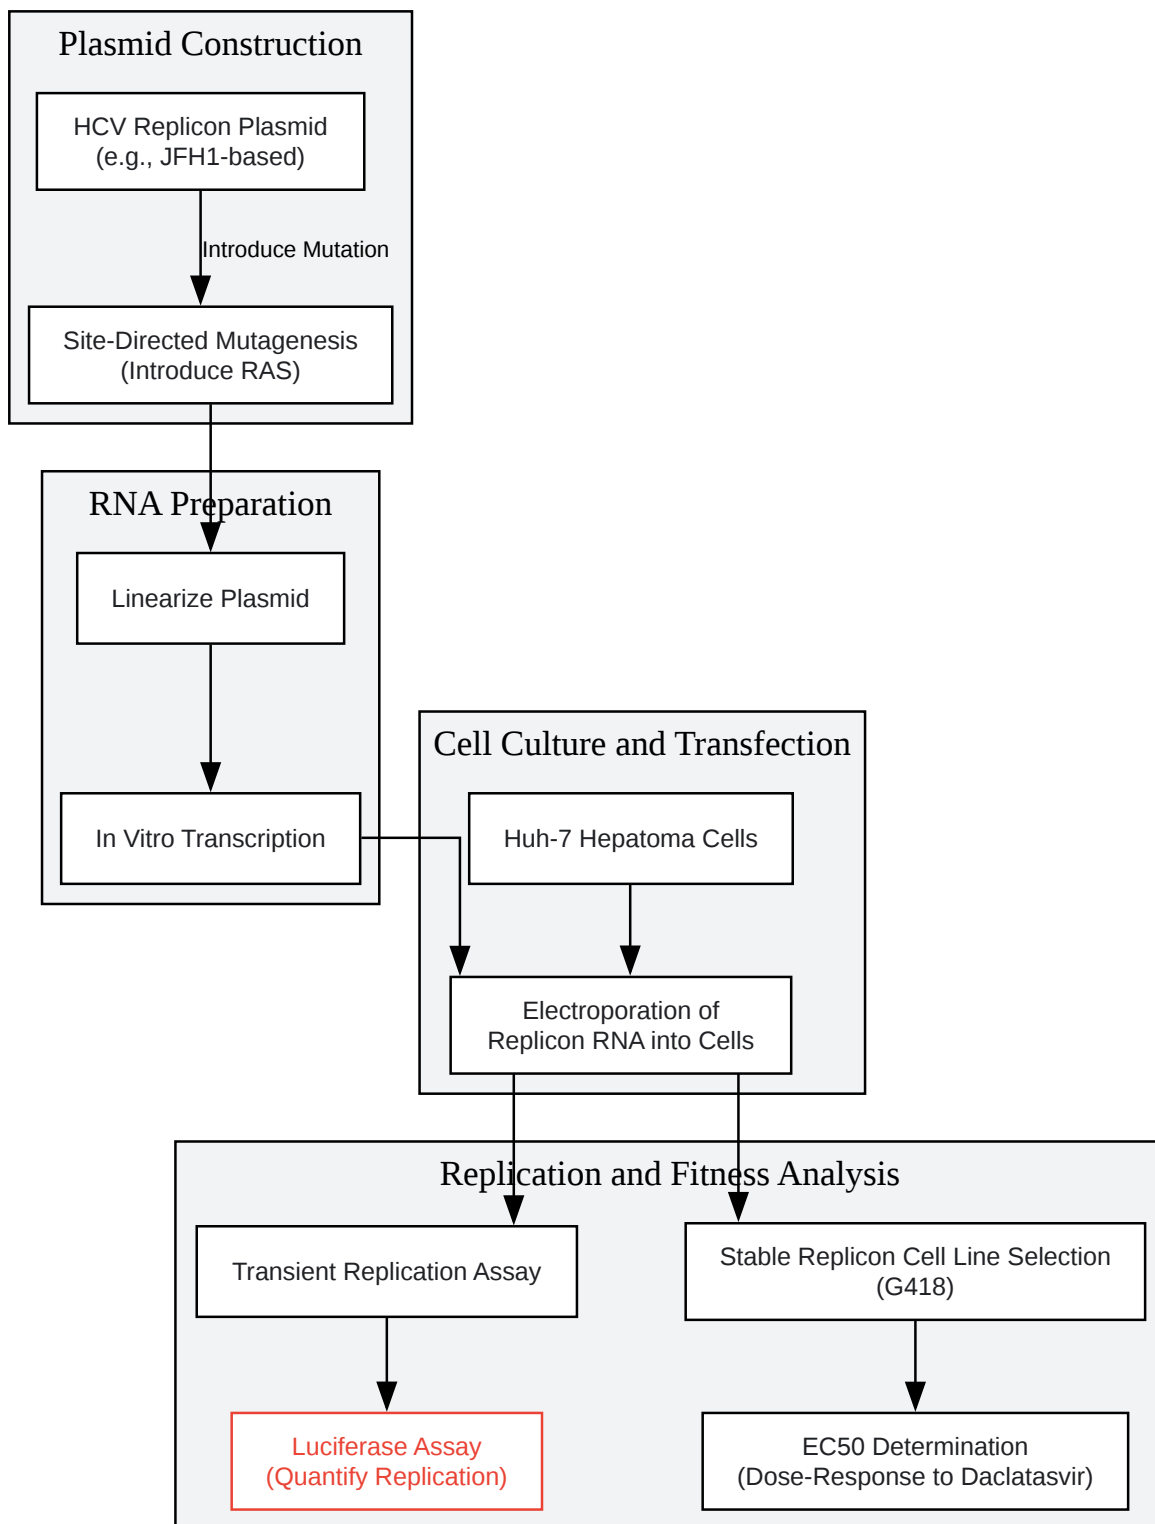 Plasmid Construction
HCV Replicon Plasmid
(e.g., JFH1-based)
Introduce Mutation
Site-Directed Mutagenesis
(Introduce RAS)
RNA Preparation
Linearize Plasmid
In Vitro Transcription
Cell Culture and Transfection
Huh-7 Hepatoma Cells
Electroporation of
Replicon RNA into Cells
Replication and Fitness Analysis
Transient Replication Assay
Stable Replicon Cell Line Selection
(G418)
Luciferase Assay
(Quantify Replication)
EC50 Determination
(Dose-Response to Daclatasvir)